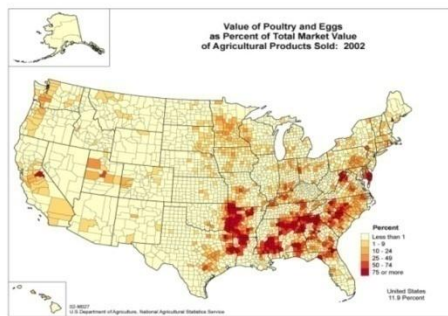 Value of Poultry and Eggs
as Percent of Total Market Value
of Agricultural Products Sold: 2002
Percent
Less than 1
1 - 9
10 - 24
25 - 49
50 - 74
75 or more
United States
11.9 Percent
02-M027
U.S. Department of Agriculture, National Agricultural Statistics Service